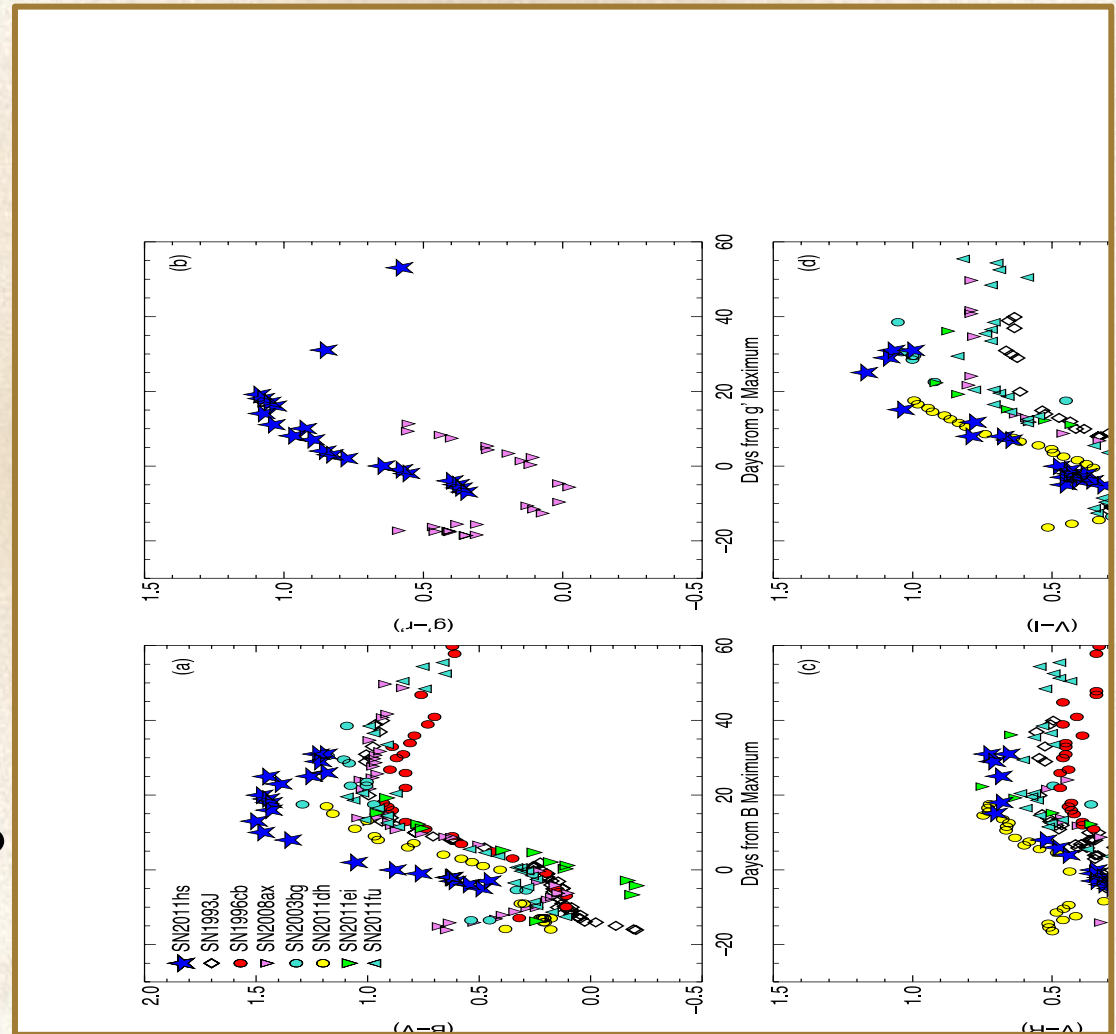 (a)
(B−V)
2.0
1.5
1.0
0.5
0.0
−20
0
20
40
60
Days from B Maximum
SN2011hs
SN1993J
SN1996cb
SN2008ax
SN2003bg
SN2011dh
SN2011ei
SN2011fu
(b)
(g'−r')
1.5
1.0
0.5
0.0
−0.5
−20
0
20
40
60
Days from g' Maximum
(c)
1.5
1.0
0.5
(d)
(V−I)
1.5
1.0
0.5